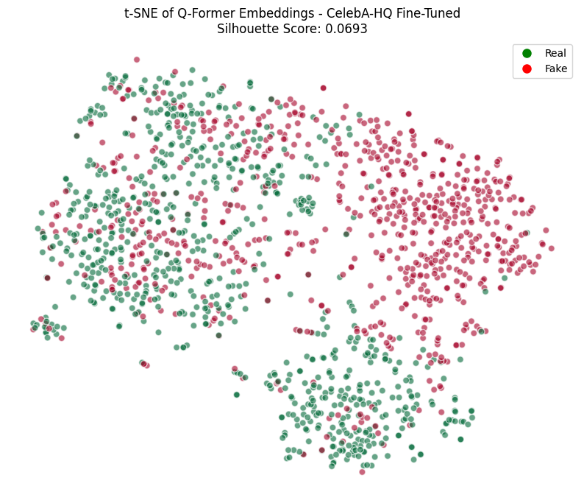 t-SNE of Q-Former Embeddings - CelebA-HQ Fine-Tuned
Silhouette Score: 0.0693
Real
Fake